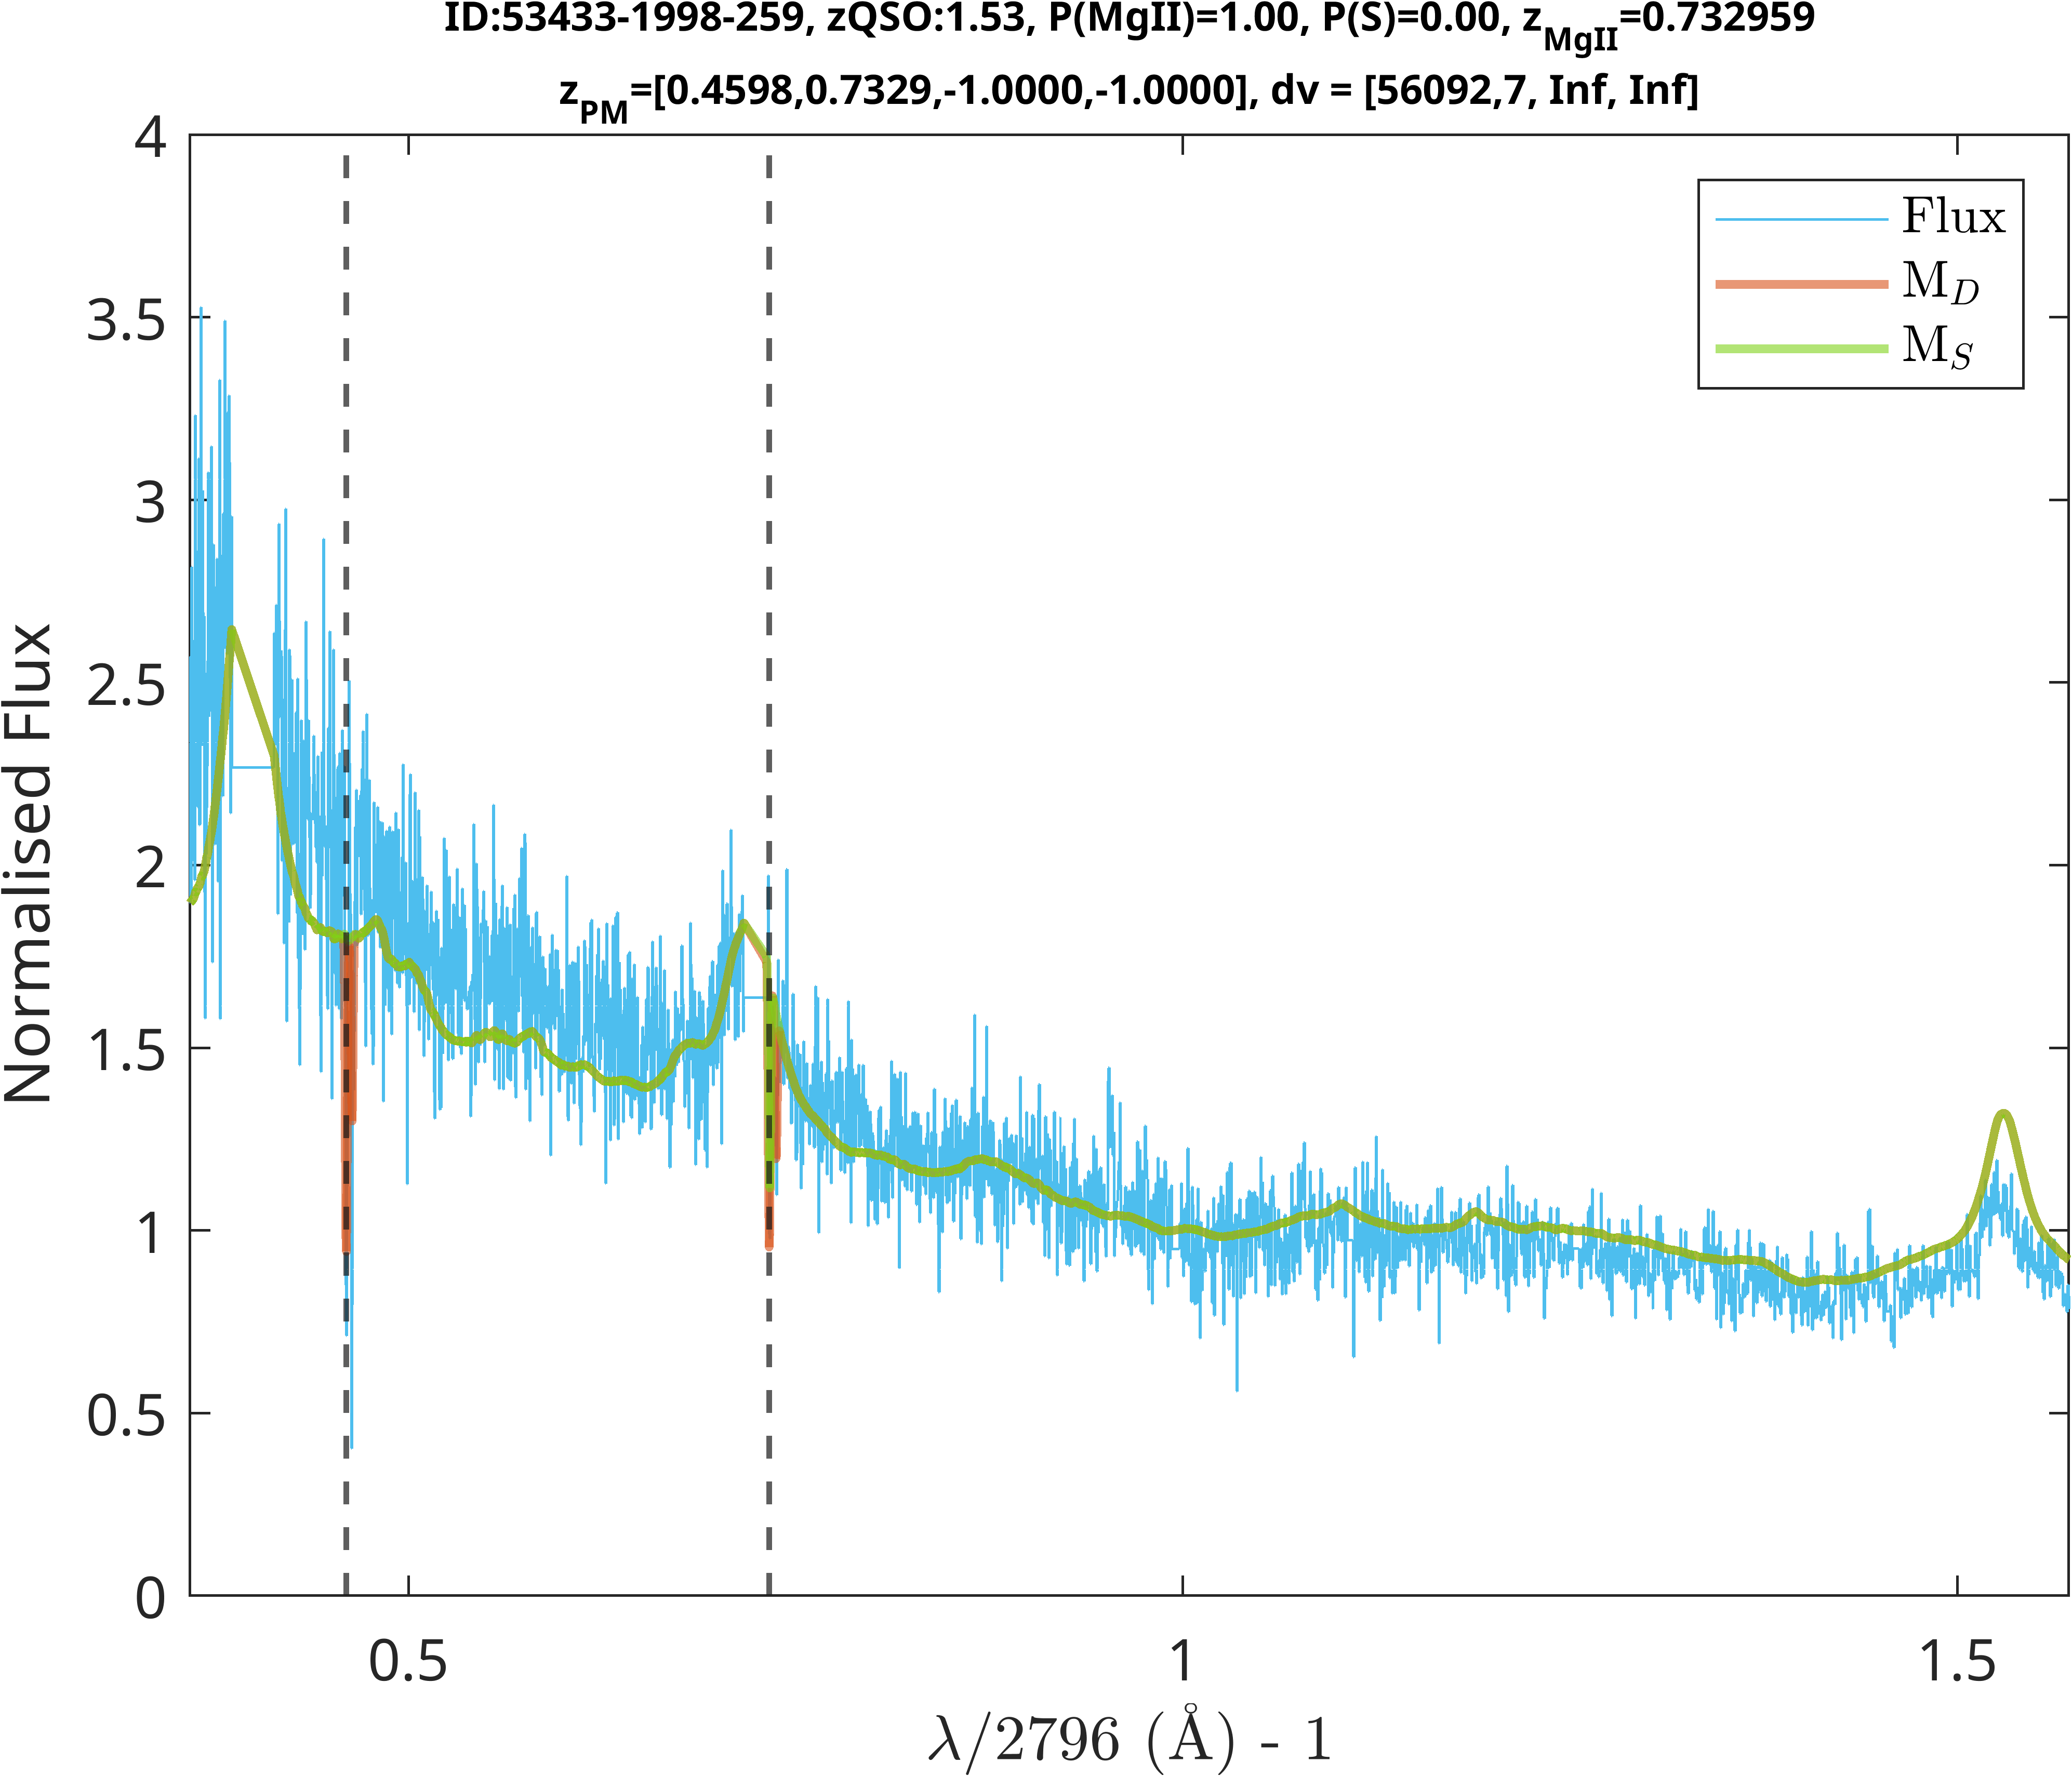 ID:53433-1998-259, zQSO:1.53, P(MgII)=1.00, P(S)=0.00, zMgII=0.732959
zPM=[0.4598,0.7329,-1.0000,-1.0000], dv = [56092,7, Inf, Inf]
4
3.5
3
2.5
2
1.5
1
0.5
0
Normalised Flux
Flux
MD
MS
0.5
1
1.5
λ/2796 (Å) - 1